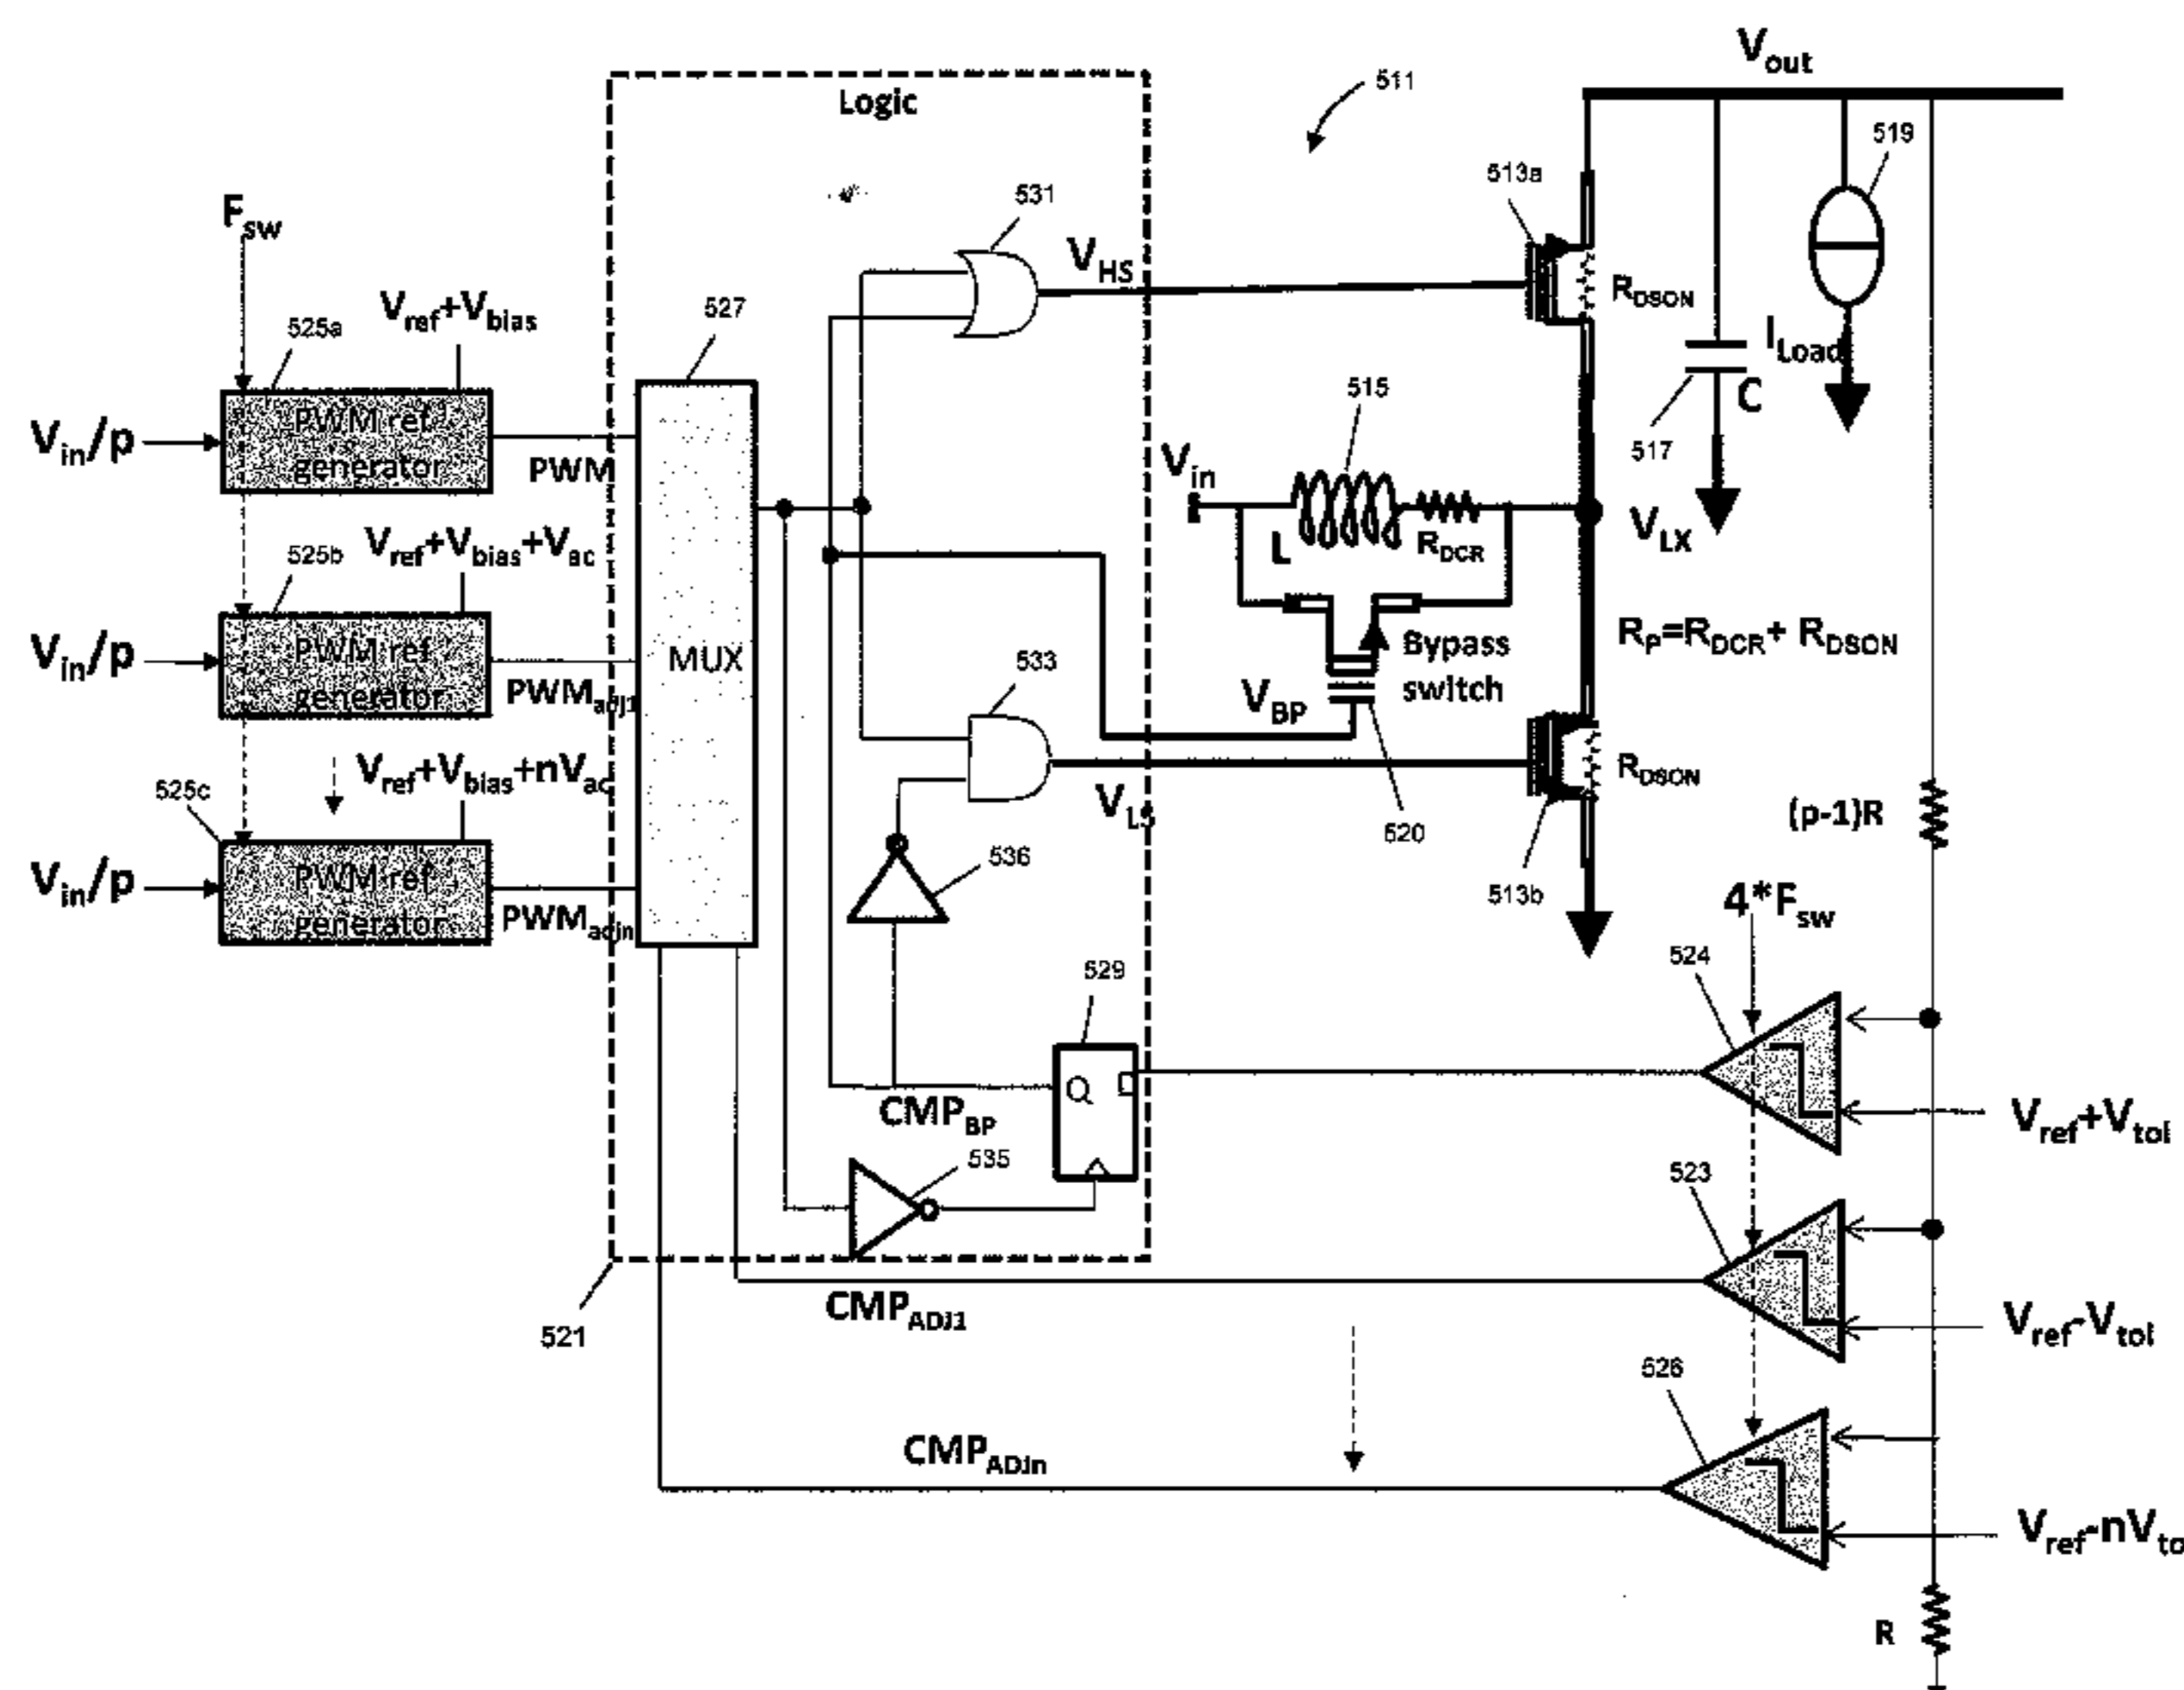 Vout
511
Logic
519
513a
531
Fsw
VHS
RDSON
Vref+Vbias
525a
527
ILoad
515
C
Vin/p
PWM ref
generator
PWM
517
Vin
VLX
L
RDCR
Vref+Vbias+Vac
525b
Vin/p
PWM ref
generator
PWMadj1
MUX
533
Bypass
switch
VBP
RP=RDCR+ RDSON
RDSON
Vref+Vbias+nVac
525c
VLS
520
(p-1)R
536
Vin/p
PWM ref
generator
PWMadjn
513b
4*Fsw
524
529
Q
D
CMPBP
Vref+Vtol
535
523
CMPADJ1
521
Vref-Vtol
526
CMPADJn
Vref-nVto
R